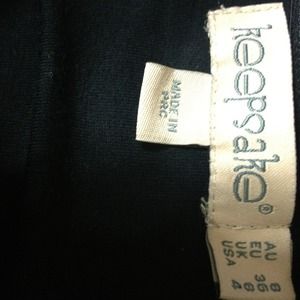 keepsake®
MADE IN
PRC
AU 8
EU 36
UK 8
USA 4